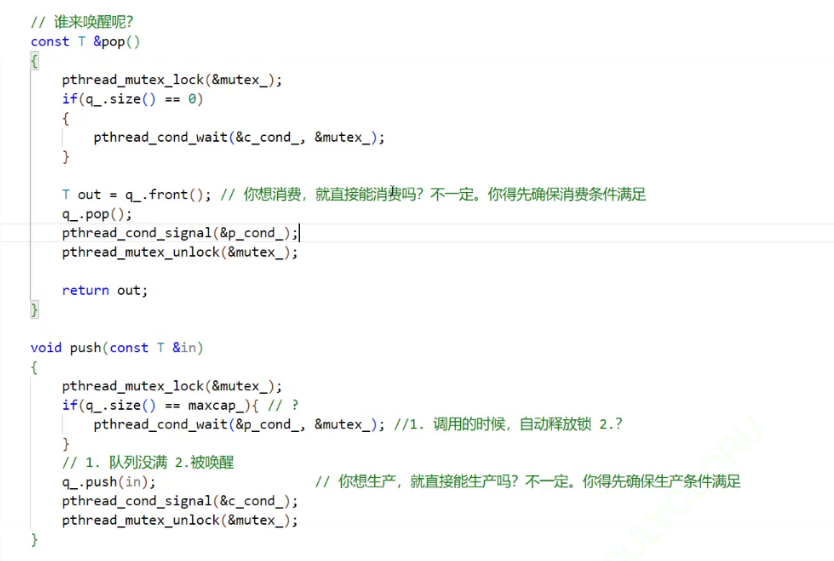 // 谁来唤醒呢?
const T &pop()
{
pthread_mutex_lock(&mutex_);
if(q_.size() == 0)
{
pthread_cond_wait(&c_cond_, &mutex_);
}
T out = q_.front(); // 你想消费，就直接能消费吗? 不一定。你得先确保消费条件满足
q_.pop();
pthread_cond_signal(&p_cond_);
pthread_mutex_unlock(&mutex_);
return out;
}
void push(const T &in)
{
pthread_mutex_lock(&mutex_);
if(q_.size() == maxcap_){ // ?
pthread_cond_wait(&p_cond_, &mutex_); //1. 调用的时候，自动释放锁 2.?
}
// 1. 队列没满 2.被唤醒
q_.push(in); // 你想生产，就直接能生产吗? 不一定。你得先确保生产条件满足
pthread_cond_signal(&c_cond_);
pthread_mutex_unlock(&mutex_);
}